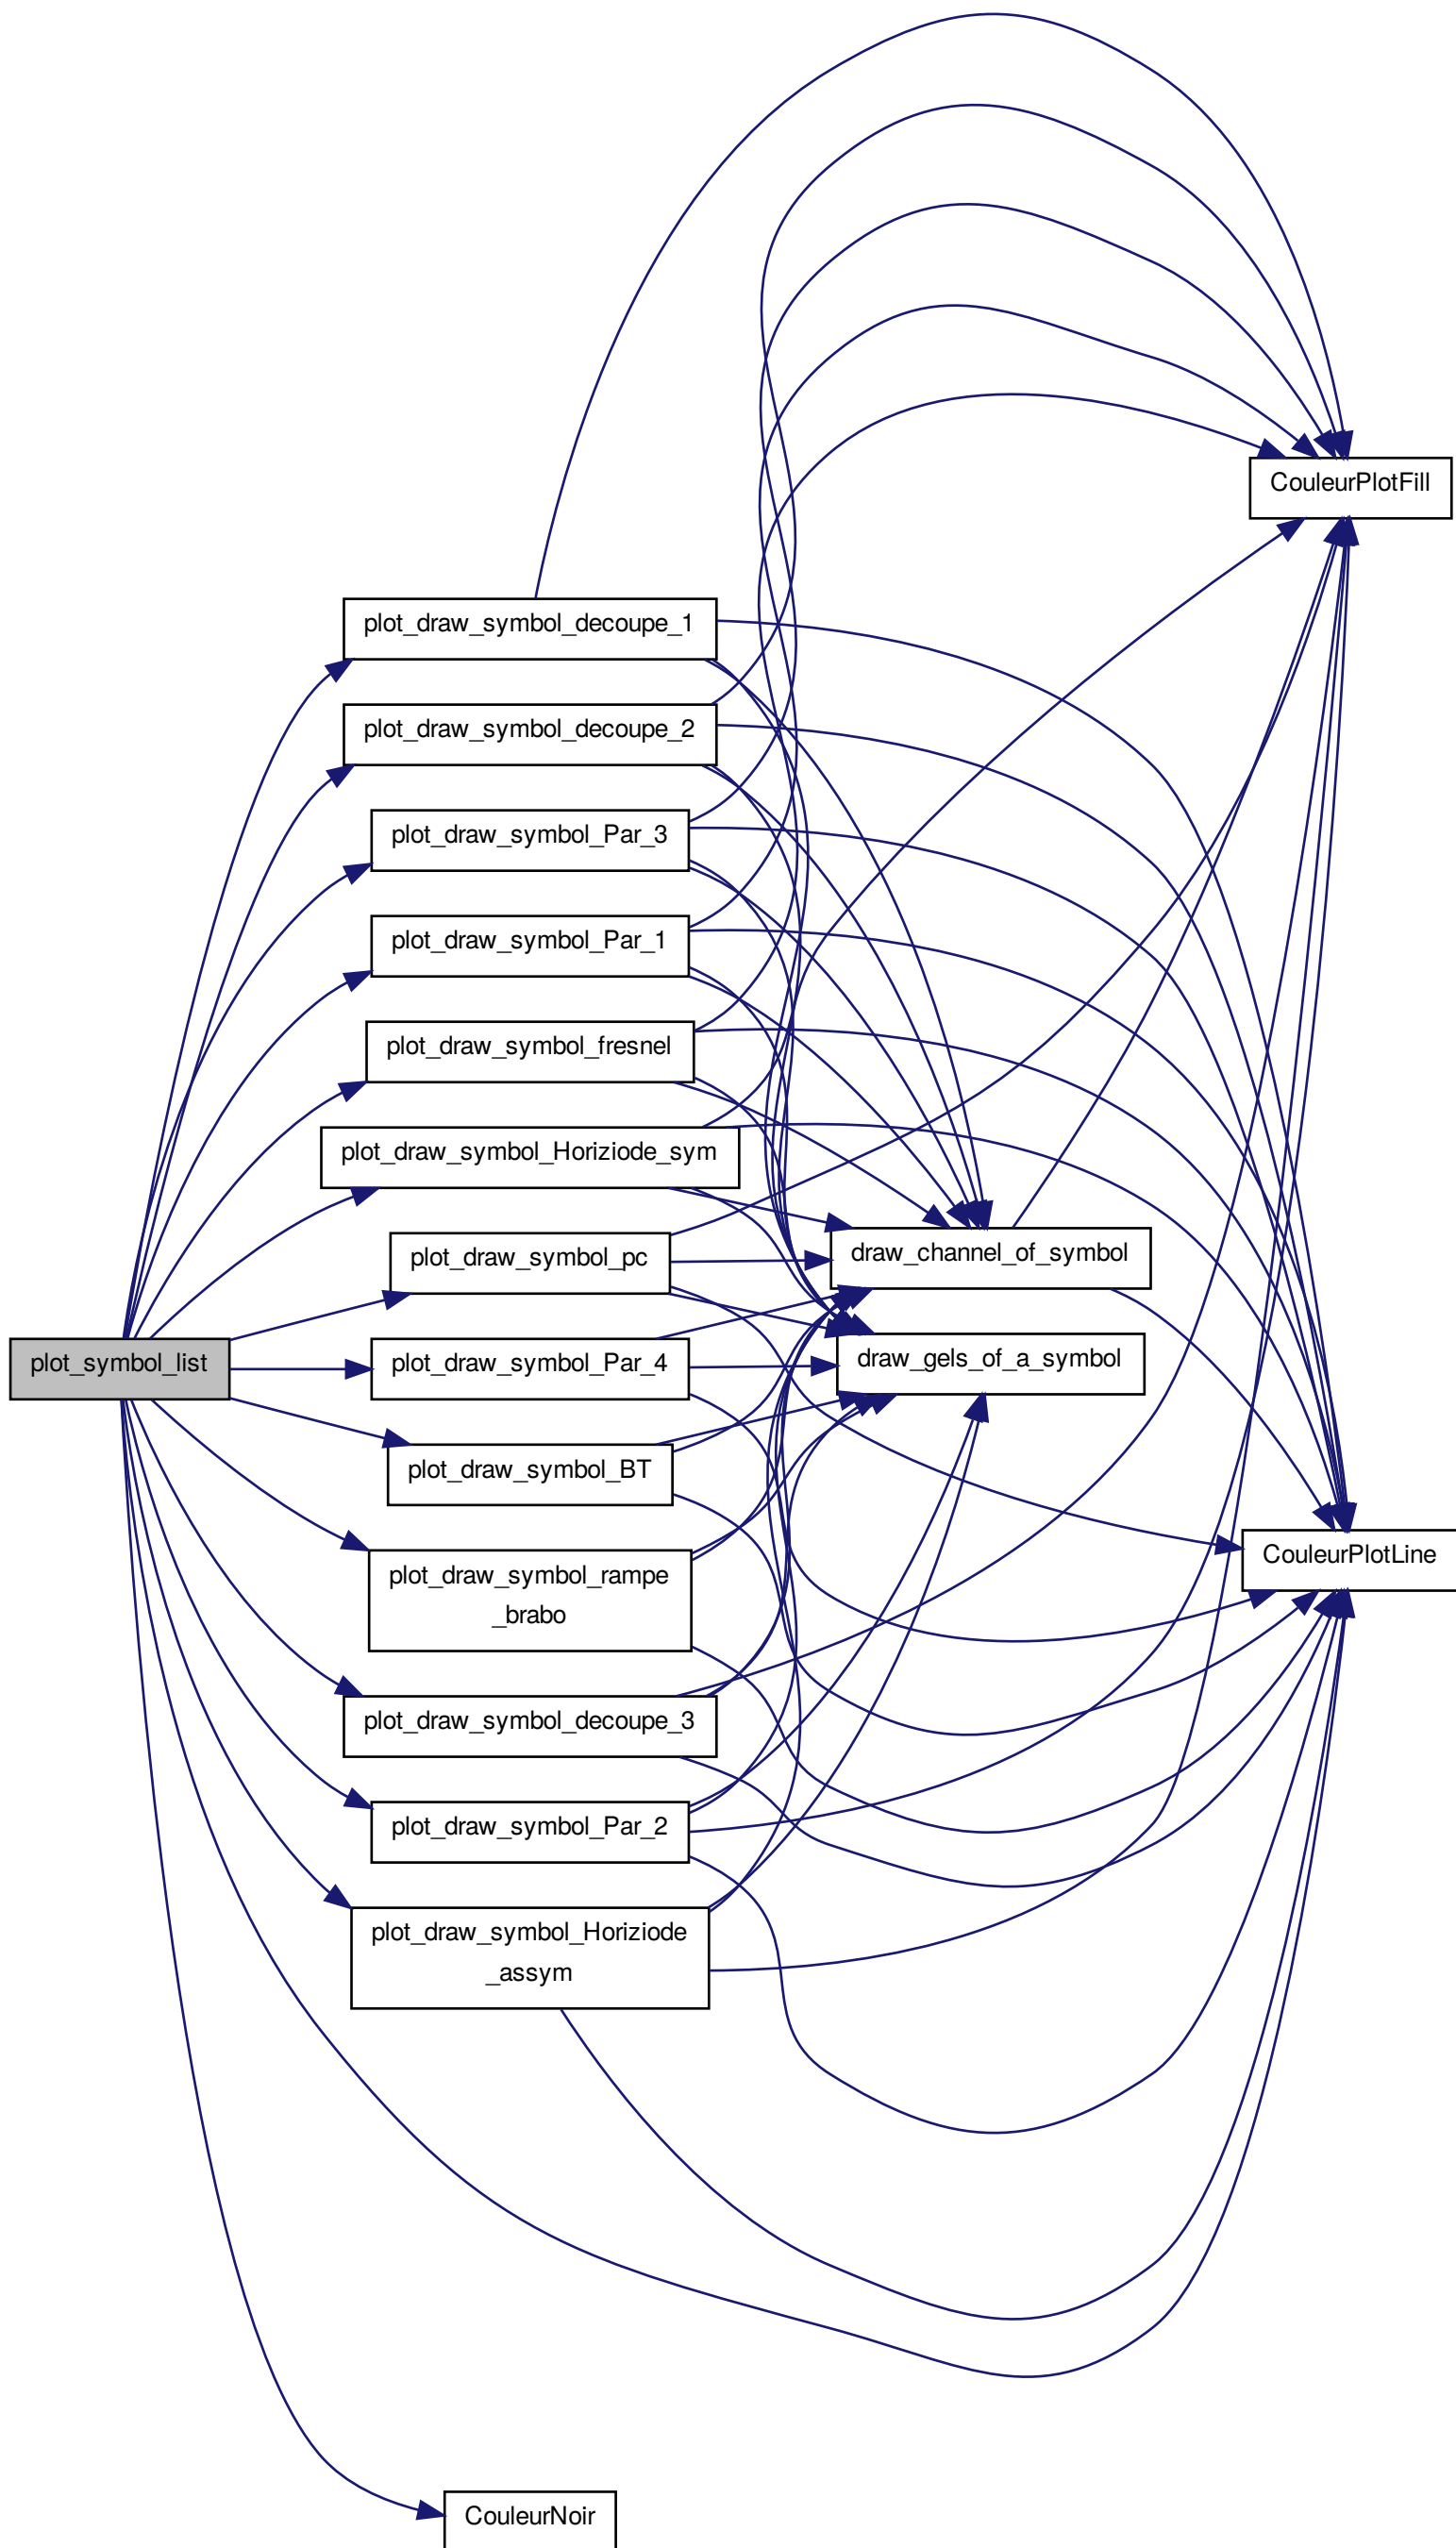 CouleurPlotFill
plot_draw_symbol_decoupe_1
plot_draw_symbol_decoupe_2
plot_draw_symbol_Par_3
plot_draw_symbol_Par_1
plot_draw_symbol_fresnel
plot_draw_symbol_Horiziode_sym
plot_draw_symbol_pc
draw_channel_of_symbol
plot_symbol_list
plot_draw_symbol_Par_4
draw_gels_of_a_symbol
plot_draw_symbol_BT
CouleurPlotLine
plot_draw_symbol_rampe
_brabo
plot_draw_symbol_decoupe_3
plot_draw_symbol_Par_2
plot_draw_symbol_Horiziode
_assym
CouleurNoir